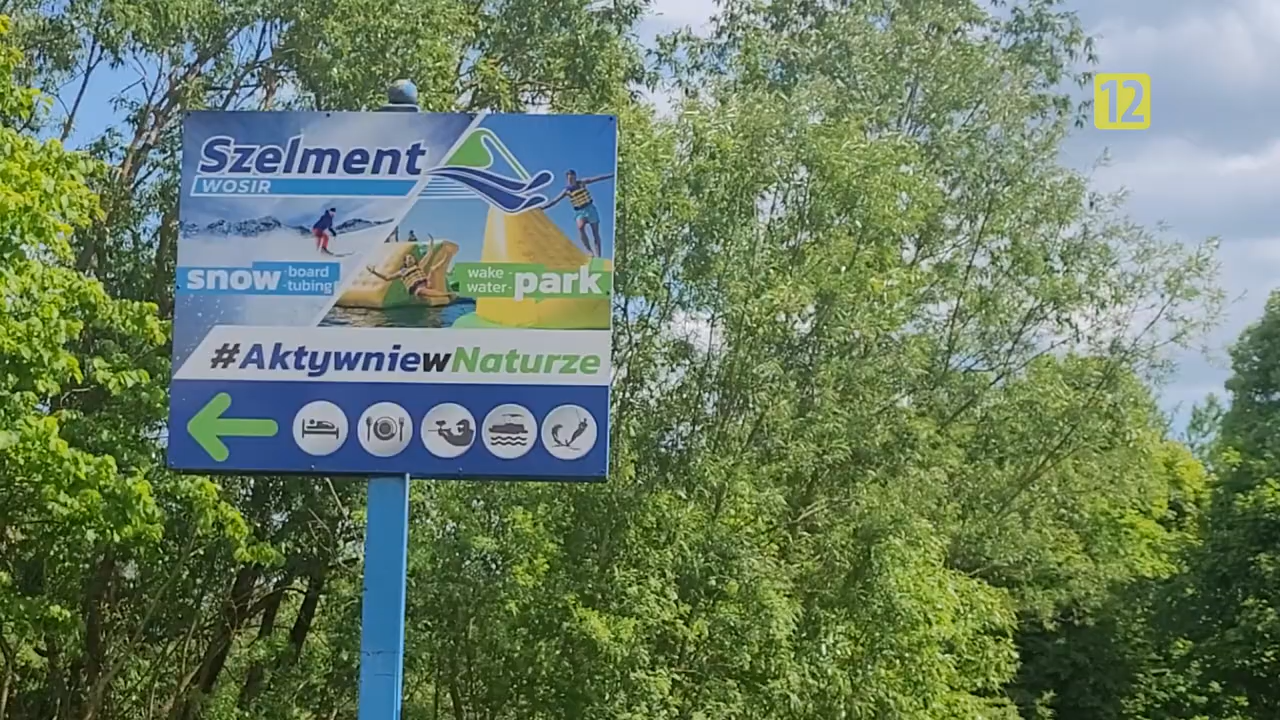 12
Szelment
WOSIR
snow -board
-tubing
wake-
water-
park
#AktywniewNaturze